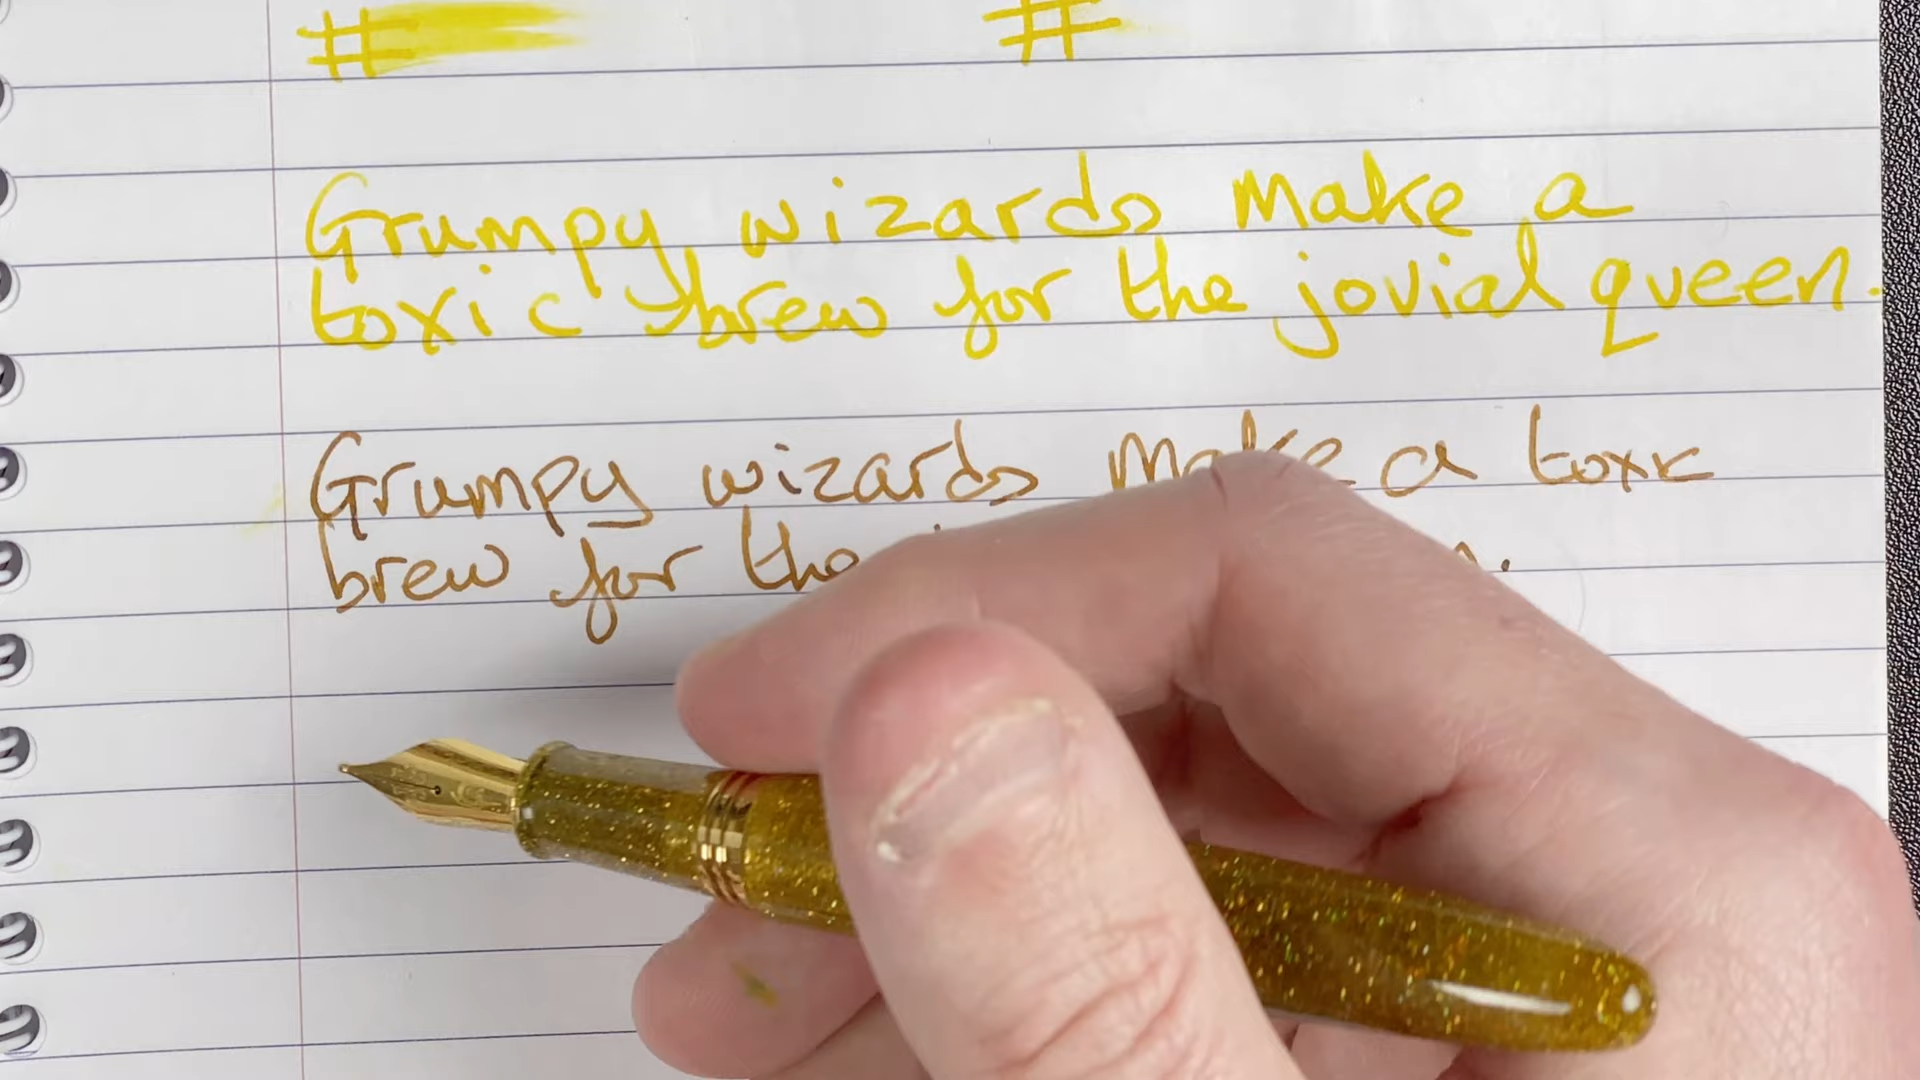 # #
Grumpy wizards make a
toxic brew for the jovial queen.
Grumpy wizards make a toxic
brew for the